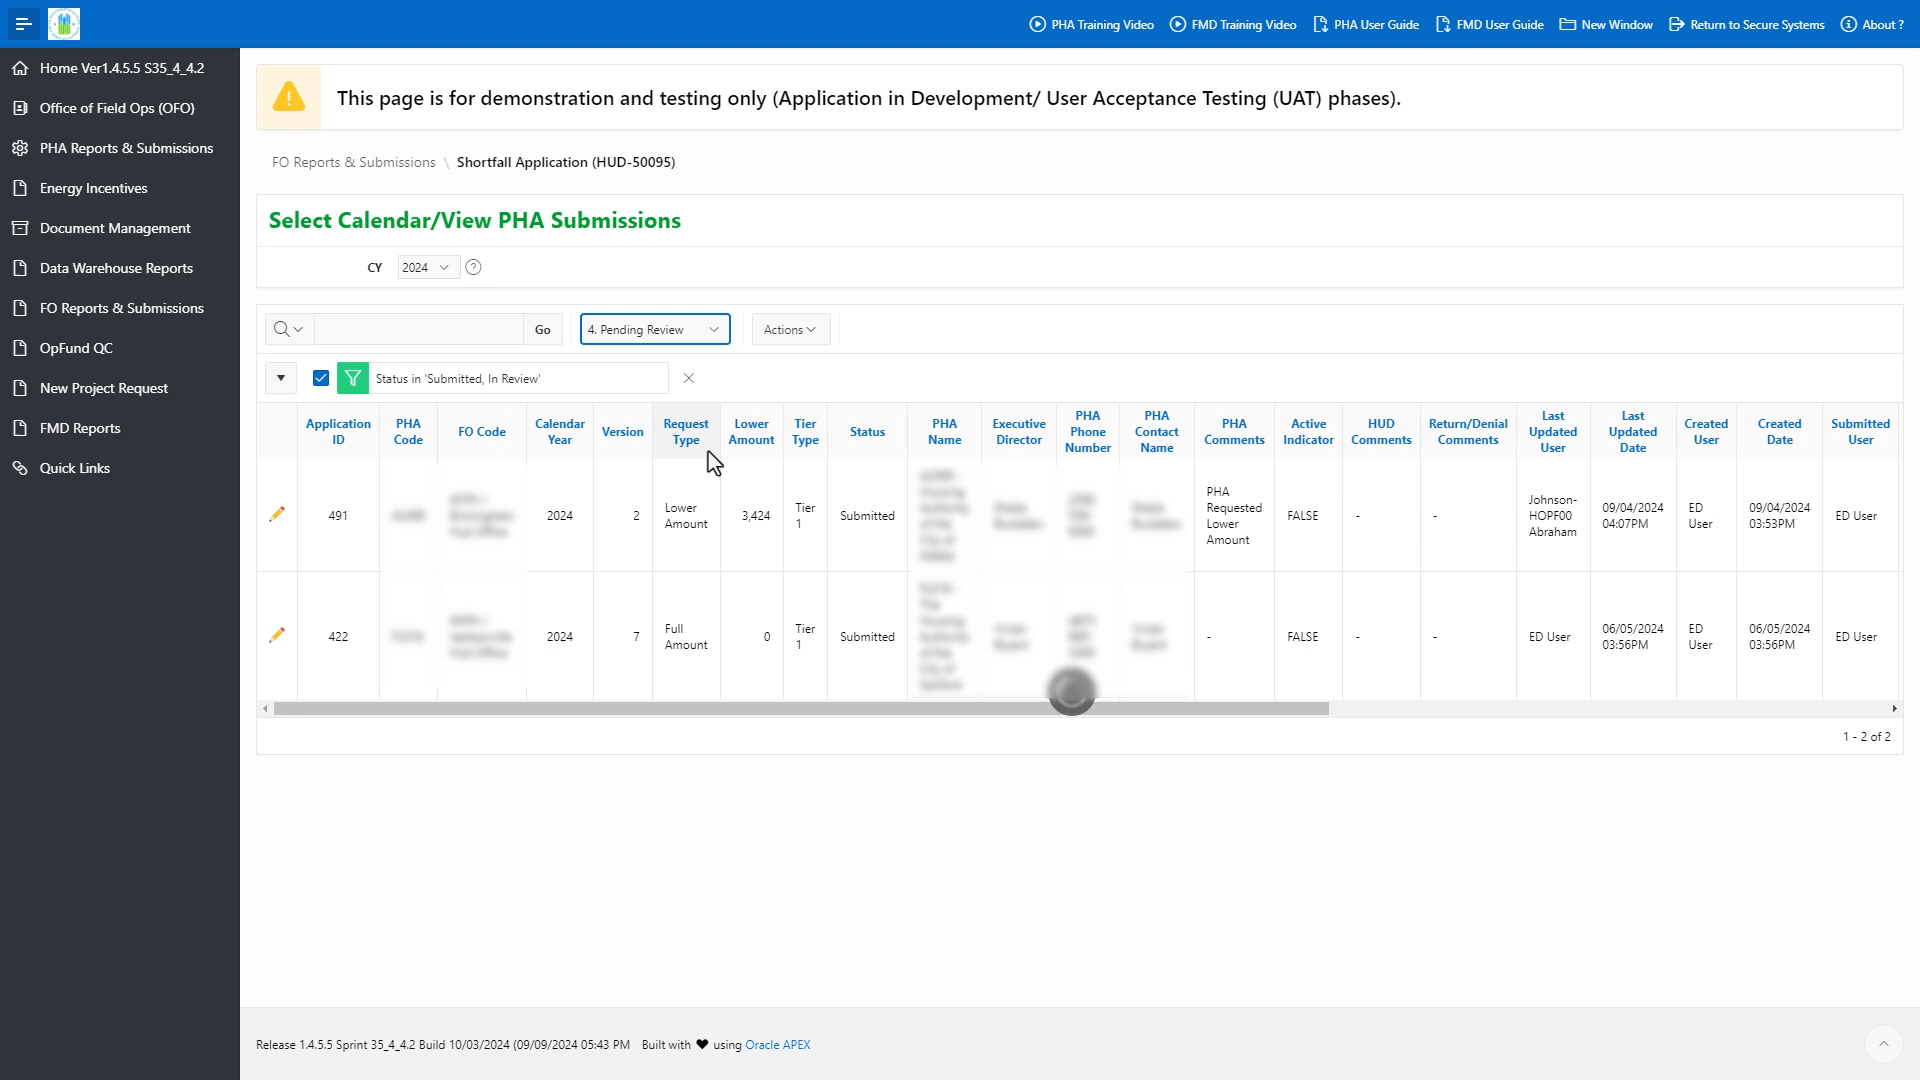 PHA Training Video
FMD Training Video
PHA User Guide
FMD User Guide
New Window
Return to Secure Systems
About ?
Home Ver1.4.5.5 S35_4_4.2
Office of Field Ops (OFO)
PHA Reports & Submissions
Energy Incentives
Document Management
Data Warehouse Reports
FO Reports & Submissions
OpFund QC
New Project Request
FMD Reports
Quick Links
This page is for demonstration and testing only (Application in Development/ User Acceptance Testing (UAT) phases).
FO Reports & Submissions \ Shortfall Application (HUD-50095)
Select Calendar/View PHA Submissions
CY 2024 ?
Go
4. Pending Review
Actions
Status in 'Submitted, In Review'
Application ID
PHA Code
FO Code
Calendar Year
Version
Request Type
Lower Amount
Tier Type
Status
PHA Name
Executive Director
PHA Phone Number
PHA Contact Name
PHA Comments
Active Indicator
HUD Comments
Return/Denial Comments
Last Updated User
Last Updated Date
Created User
Created Date
Submitted User
491
2024
2
Lower Amount
3,424
Tier 1
Submitted
PHA Requested Lower Amount
FALSE
-
-
Johnson-HOPF00 Abraham
09/04/2024 04:07PM
ED User
09/04/2024 03:53PM
ED User
422
2024
7
Full Amount
0
Tier 1
Submitted
-
FALSE
-
-
ED User
06/05/2024 03:56PM
ED User
06/05/2024 03:56PM
ED User
1 - 2 of 2
Release 1.4.5.5 Sprint 35_4_4.2 Build 10/03/2024 (09/09/2024 05:43 PM Built with ♥ using Oracle APEX